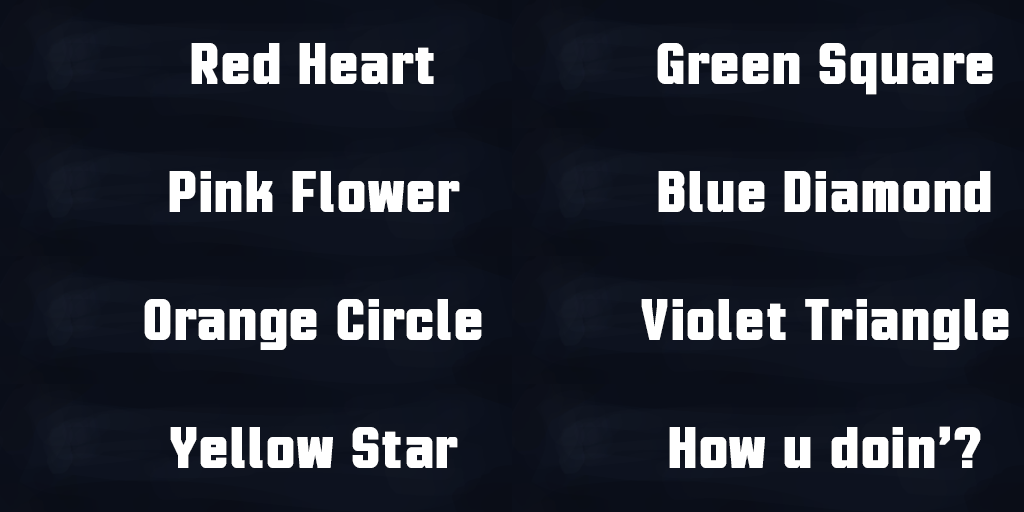 Red Heart
Green Square
Pink Flower
Blue Diamond
Orange Circle
Violet Triangle
Yellow Star
How u doin’?